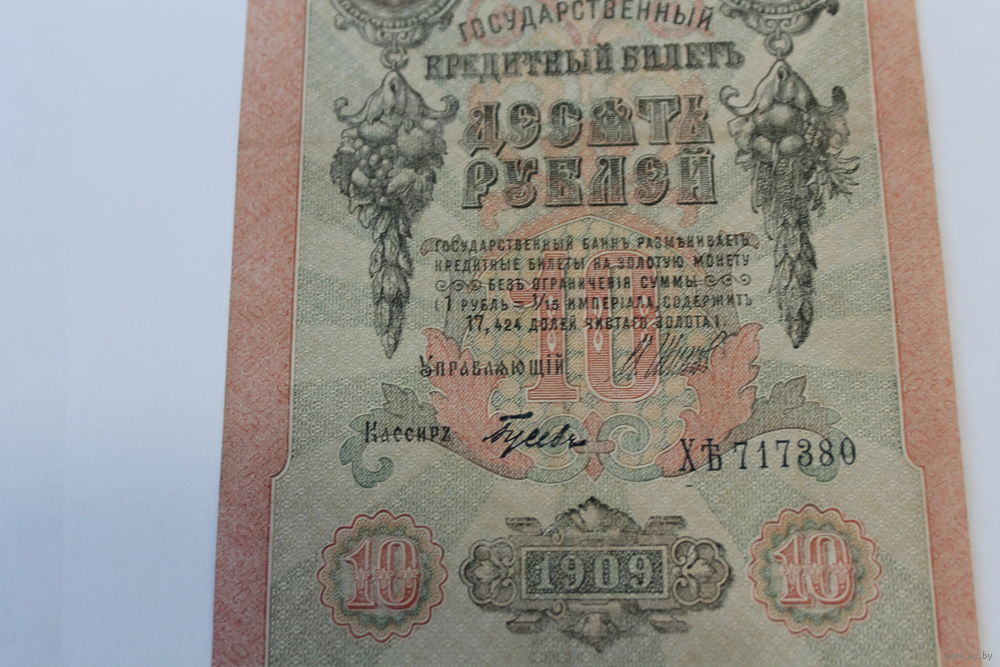 ГОСУДАРСТВЕННЫЙ
КРЕДИТНЫЙ БИЛЕТЪ
ДЕСЯТЬ
РУБЛЕЙ
ГОСУДАРСТВЕННЫЙ БАНКЪ РАЗМѢНИВАЕТЪ
КРЕДИТНЫЕ БИЛЕТЫ НА ЗОЛОТУЮ МОНЕТУ
БЕЗЪ ОГРАНИЧЕНІЯ СУММЫ
(1 РУБЛЬ = 1/15 ИМПЕРІАЛА, СОДЕРЖИТЪ
17,424 ДОЛЕЙ ЧИСТАГО ЗОЛОТА).
10
УПРАВЛЯЮЩІЙ
КАССИРЪ Гусевъ
ХѢ 717380
10 1909 10